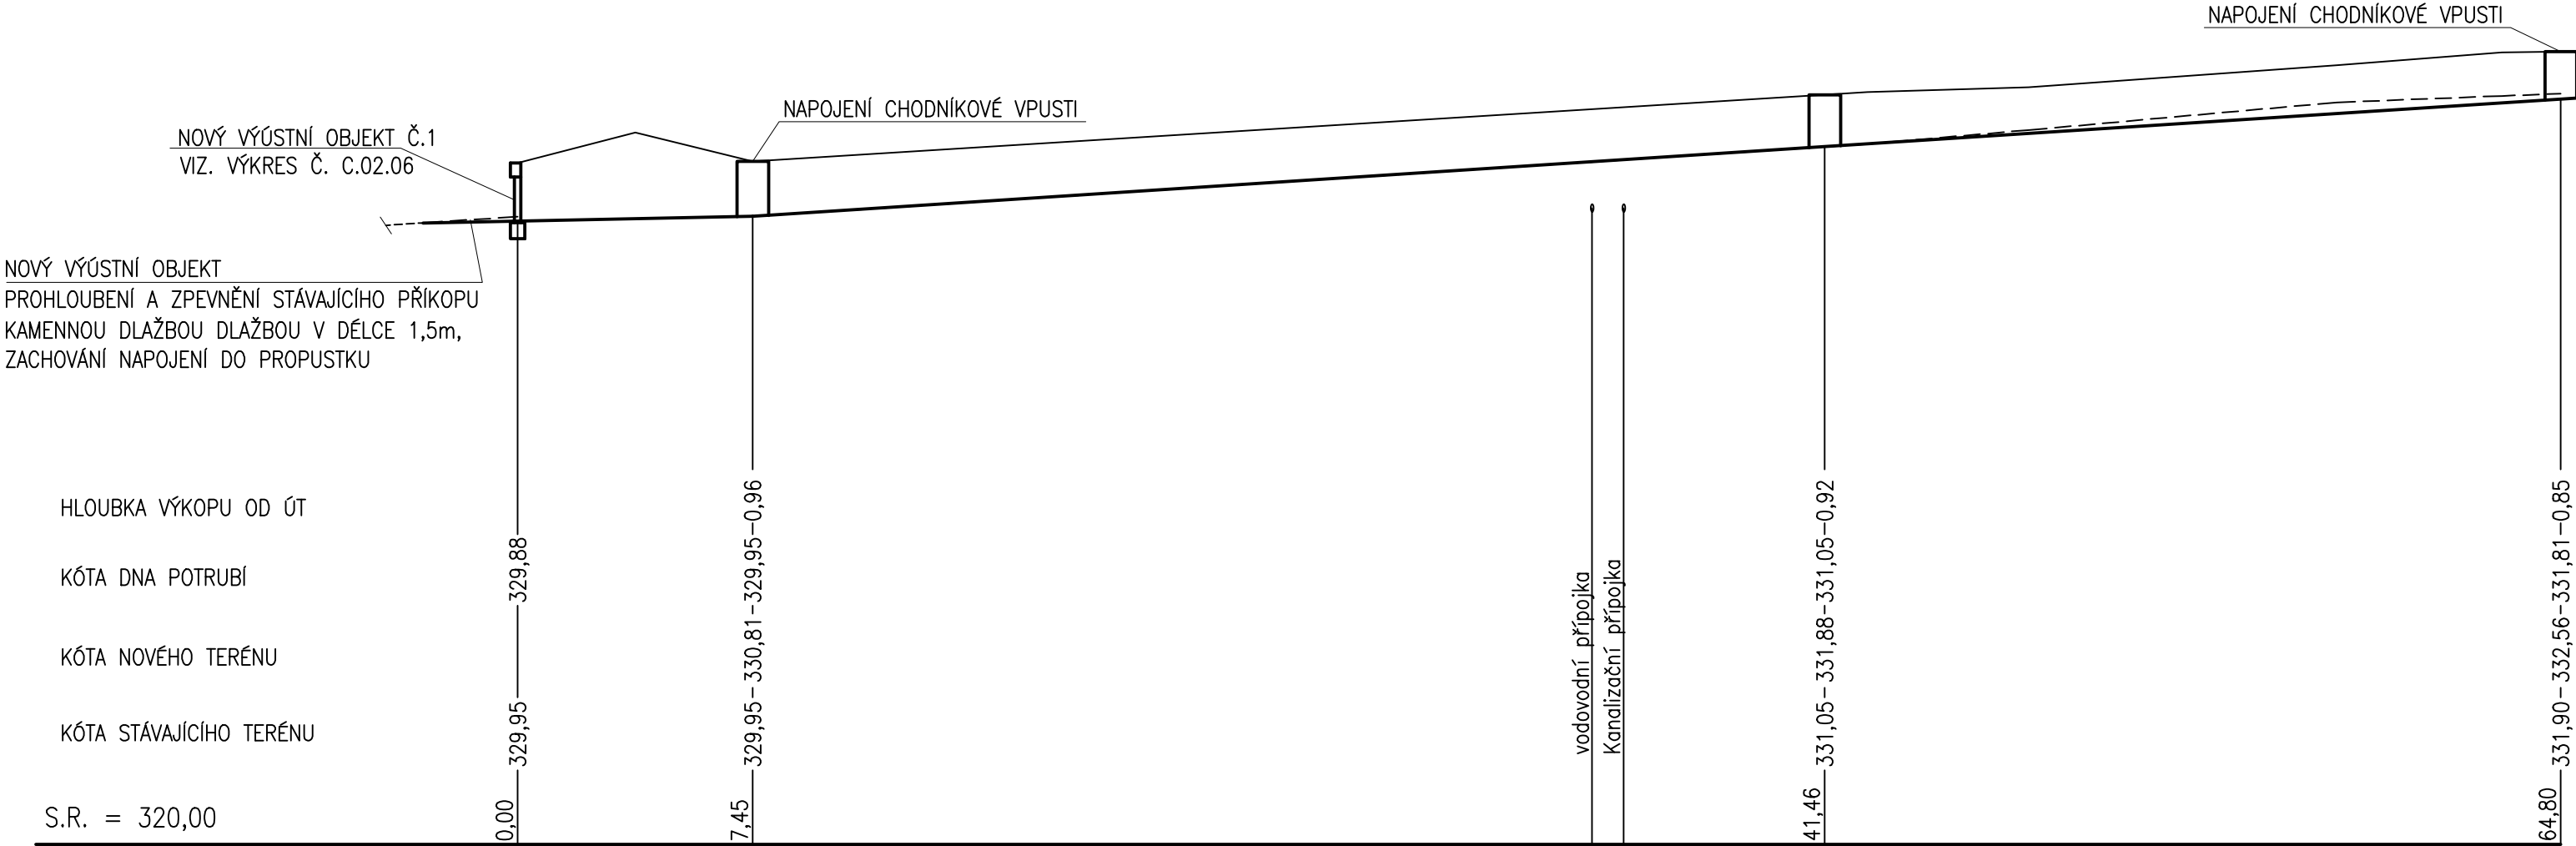 NAPOJENÍ CHODNÍKOVÉ VPUSTI
NAPOJENÍ CHODNÍKOVÉ VPUSTI
NOVÝ VÝÚSTNÍ OBJEKT Č.1
VIZ. VÝKRES Č. C.02.06
NOVÝ VÝÚSTNÍ OBJEKT
PROHLOUBENÍ A ZPEVNĚNÍ STÁVAJÍCÍHO PŘÍKOPU
KAMENNOU DLAŽBOU DLAŽBOU V DÉLCE 1,5m,
ZACHOVÁNÍ NAPOJENÍ DO PROPUSTKU
HLOUBKA VÝKOPU OD ÚT
KÓTA DNA POTRUBÍ
KÓTA NOVÉHO TERÉNU
KÓTA STÁVAJÍCÍHO TERÉNU
S.R. = 320,00
0,00
329,95
329,88
7,45
329,95-330,81-329,95-0,96
vodovodní přípojka
Kanalizační přípojka
41,46
331,05-331,88-331,05-0,92
64,80
331,90-332,56-331,81-0,85